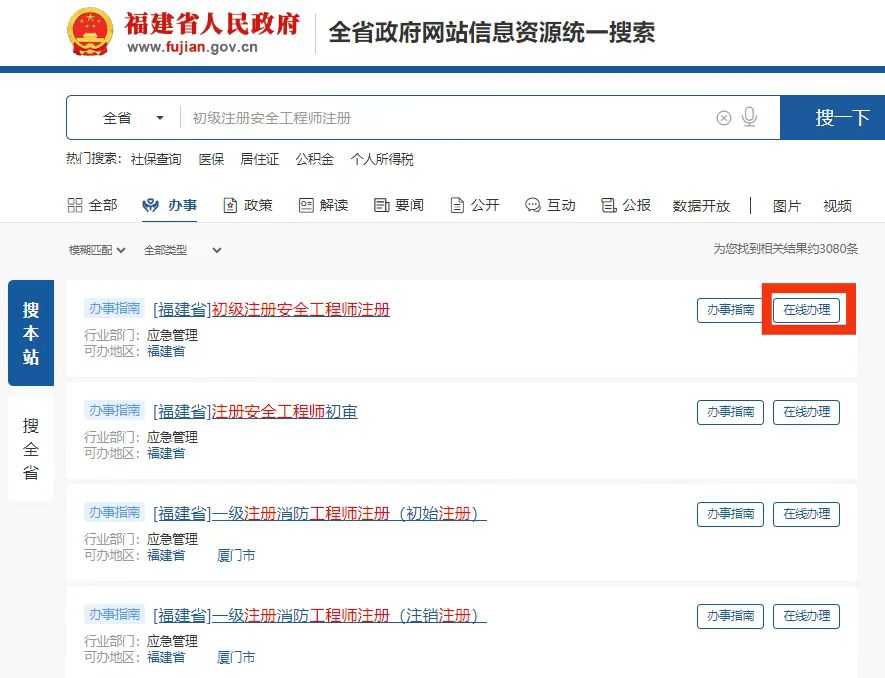 福建省人民政府 全省政府网站信息资源统一搜索
www.fujian.gov.cn
全省 初级注册安全工程师注册 搜一下
热门搜索: 社保查询 医保 居住证 公积金 个人所得税
全部 办事 政策 解读 要闻 公开 互动 公报 数据开放 图片 视频
模糊匹配 全部类型 为您找到相关结果约3080条
搜本站
搜全省
办事指南 [福建省]初级注册安全工程师注册 办事指南 在线办理
行业部门: 应急管理
可办地区: 福建省
办事指南 [福建省]注册安全工程师初审 办事指南 在线办理
行业部门: 应急管理
可办地区: 福建省
办事指南 [福建省]一级注册消防工程师注册（初始注册） 办事指南 在线办理
行业部门: 应急管理
可办地区: 福建省 厦门市
办事指南 [福建省]一级注册消防工程师注册（注销注册） 办事指南 在线办理
行业部门: 应急管理
可办地区: 福建省 厦门市